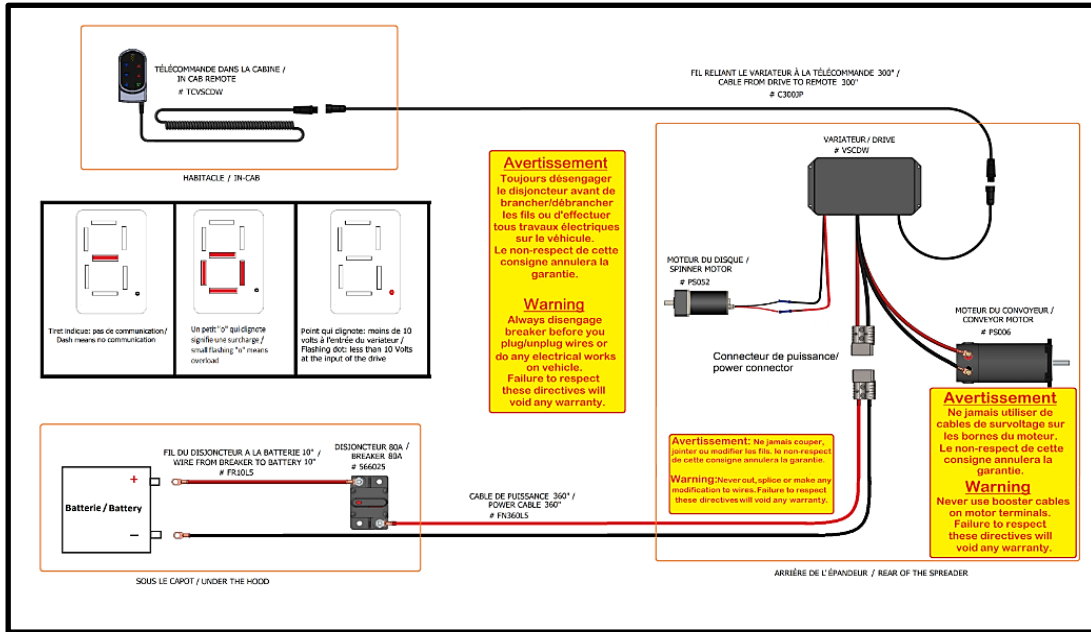 TÉLÉCOMMANDE DANS LA CABINE /
IN CAB REMOTE
# TCVSCDW
HABITACLE / IN-CAB
FIL RELIANT LE VARIATEUR À LA TÉLÉCOMMANDE 300" /
CABLE FROM DRIVE TO REMOTE 300"
# C300JP
VARIATEUR / DRIVE
# VSCDW
Avertissement
Toujours désengager
le disjoncteur avant de
brancher/débrancher
les fils ou d'effectuer
tous travaux électriques
sur le véhicule.
Le non-respect de cette
consigne annulera la
garantie.
Warning
Always disengage
breaker before you
plug/unplug wires or
do any electrical works
on vehicle.
Failure to respect
these directives will
void any warranty.
Tiret indique: pas de communication /
Dash means no communication
Un petit "o" qui clignote
signifie une surcharge /
small flashing "o" means
overload
Point qui clignote: moins de 10
volts à l'entrée du variateur /
Flashing dot: less than 10 Volts
at the input of the drive
MOTEUR DU DISQUE /
SPINNER MOTOR
# PS052
MOTEUR DU CONVOYEUR /
CONVEYOR MOTOR
# PS006
Connecteur de puissance/
power connector
Avertissement
Ne jamais utiliser de
cables de survoltage sur
les bornes du moteur.
Le non-respect de cette
consigne annulera la
garantie.
Warning
Never use booster cables
on motor terminals.
Failure to respect
these directives will
void any warranty.
Avertissement: Ne jamais couper,
jointer ou modifier les fils. le non-respect
de cette consigne annulera la garantie.
Warning:Never cut, splice or make any
modification to wires. Failure to respect
these directives will void any warranty.
FIL DU DISJONCTEUR A LA BATTERIE 10" /
WIRE FROM BREAKER TO BATTERY 10"
# FR10L5
DISJONCTEUR 80A /
BREAKER 80A
# 566025
+
Batterie / Battery
–
CABLE DE PUISSANCE 360" /
POWER CABLE 360"
# FN360L5
SOUS LE CAPOT / UNDER THE HOOD
ARRIÈRE DE L'ÉPANDEUR / REAR OF THE SPREADER